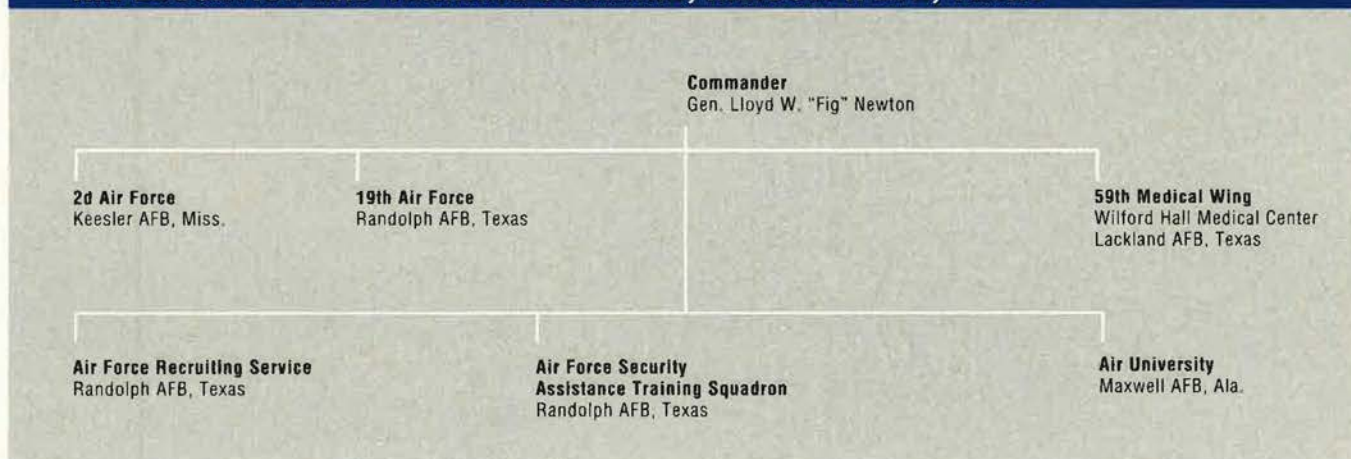 Commander
Gen. Lloyd W. "Fig" Newton
2d Air Force
Keesler AFB, Miss.
19th Air Force
Randolph AFB, Texas
59th Medical Wing
Wilford Hall Medical Center
Lackland AFB, Texas
Air Force Recruiting Service
Randolph AFB, Texas
Air Force Security
Assistance Training Squadron
Randolph AFB, Texas
Air University
Maxwell AFB, Ala.